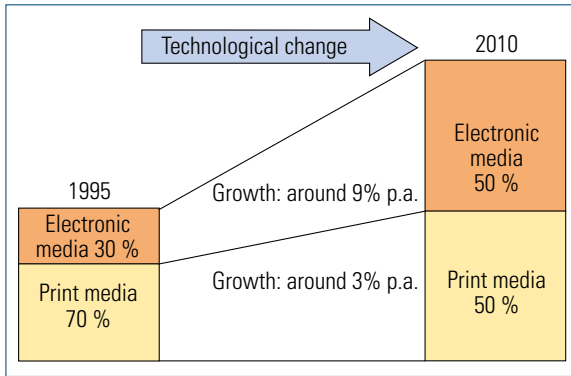 Technological change
2010
1995
Electronic
media 30 %
Print media
70 %
Growth: around 9% p.a.
Growth: around 3% p.a.
Electronic
media
50 %
Print media
50 %